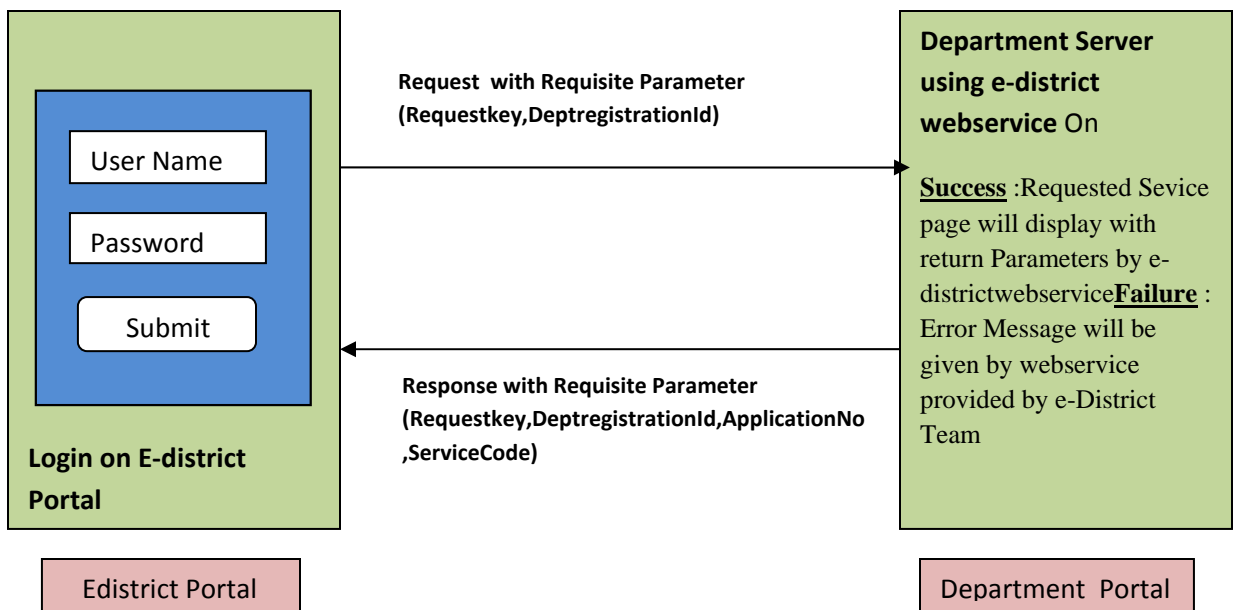 User Name
Password
Submit
Login on E-district
Portal
Edistrict Portal
Request  with Requisite Parameter
(Requestkey,DeptregistrationId)
Response with Requisite Parameter
(Requestkey,DeptregistrationId,ApplicationNo
,ServiceCode)
Department Server
using e-district
webservice On
Success :Requested Sevice
page will display with
return Parameters by e-
districtwebserviceFailure :
Error Message will be
given by webservice
provided by e-District
Team
Department  Portal